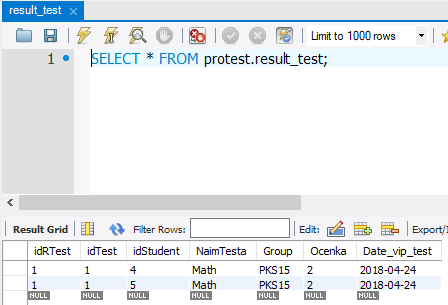 result_test
Limit to 1000 rows
1 SELECT * FROM protest.result_test;
Result Grid Filter Rows: Edit: Export/I
idRTest idTest idStudent NaimTesta Group Ocenka Date_vip_test
1 1 4 Math PKS15 2 2018-04-24
1 1 5 Math PKS15 2 2018-04-24
NULL NULL NULL NULL NULL NULL NULL